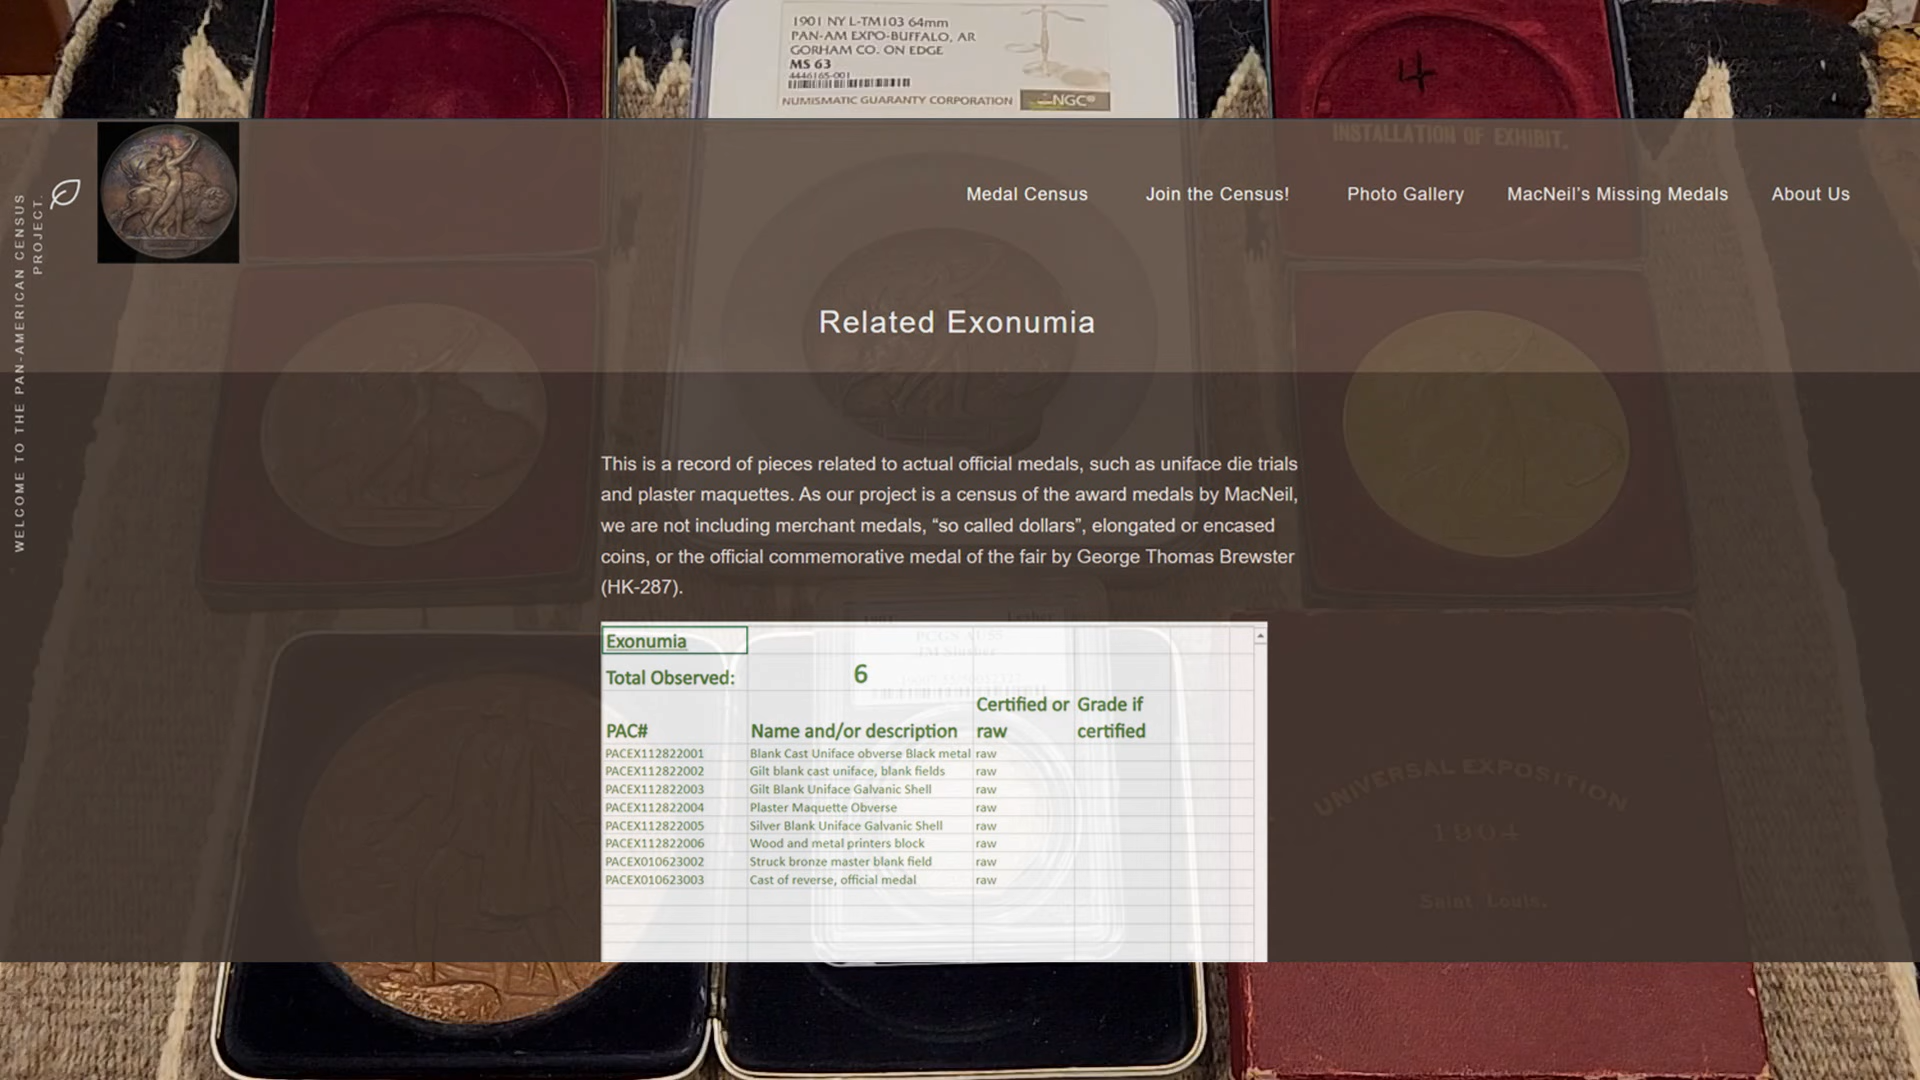 1901 NY L-TM103 64mm
PAN-AM EXPO-BUFFALO, AR
GORHAM CO. ON EDGE
MS 63
4446165-001
NUMISMATIC GUARANTY CORPORATION NGC®
4
INSTALLATION OF EXHIBIT.
WELCOME TO THE PAN-AMERICAN CENSUS
PROJECT.
Medal Census Join the Census! Photo Gallery MacNeil’s Missing Medals About Us
Related Exonumia
This is a record of pieces related to actual official medals, such as uniface die trials
and plaster maquettes. As our project is a census of the award medals by MacNeil,
we are not including merchant medals, “so called dollars”, elongated or encased
coins, or the official commemorative medal of the fair by George Thomas Brewster
(HK-287).
Exonumia
Total Observed: 6
PAC# Name and/or description Certified or raw Grade if certified
PACEX112822001 Blank Cast Uniface obverse Black metal raw
PACEX112822002 Gilt blank cast uniface, blank fields raw
PACEX112822003 Gilt Blank Uniface Galvanic Shell raw
PACEX112822004 Plaster Maquette Obverse raw
PACEX112822005 Silver Blank Uniface Galvanic Shell raw
PACEX112822006 Wood and metal printers block raw
PACEX010623002 Struck bronze master blank field raw
PACEX010623003 Cast of reverse, official medal raw
PCGS AU55
UNIVERSAL EXPOSITION
1904
Saint Louis.